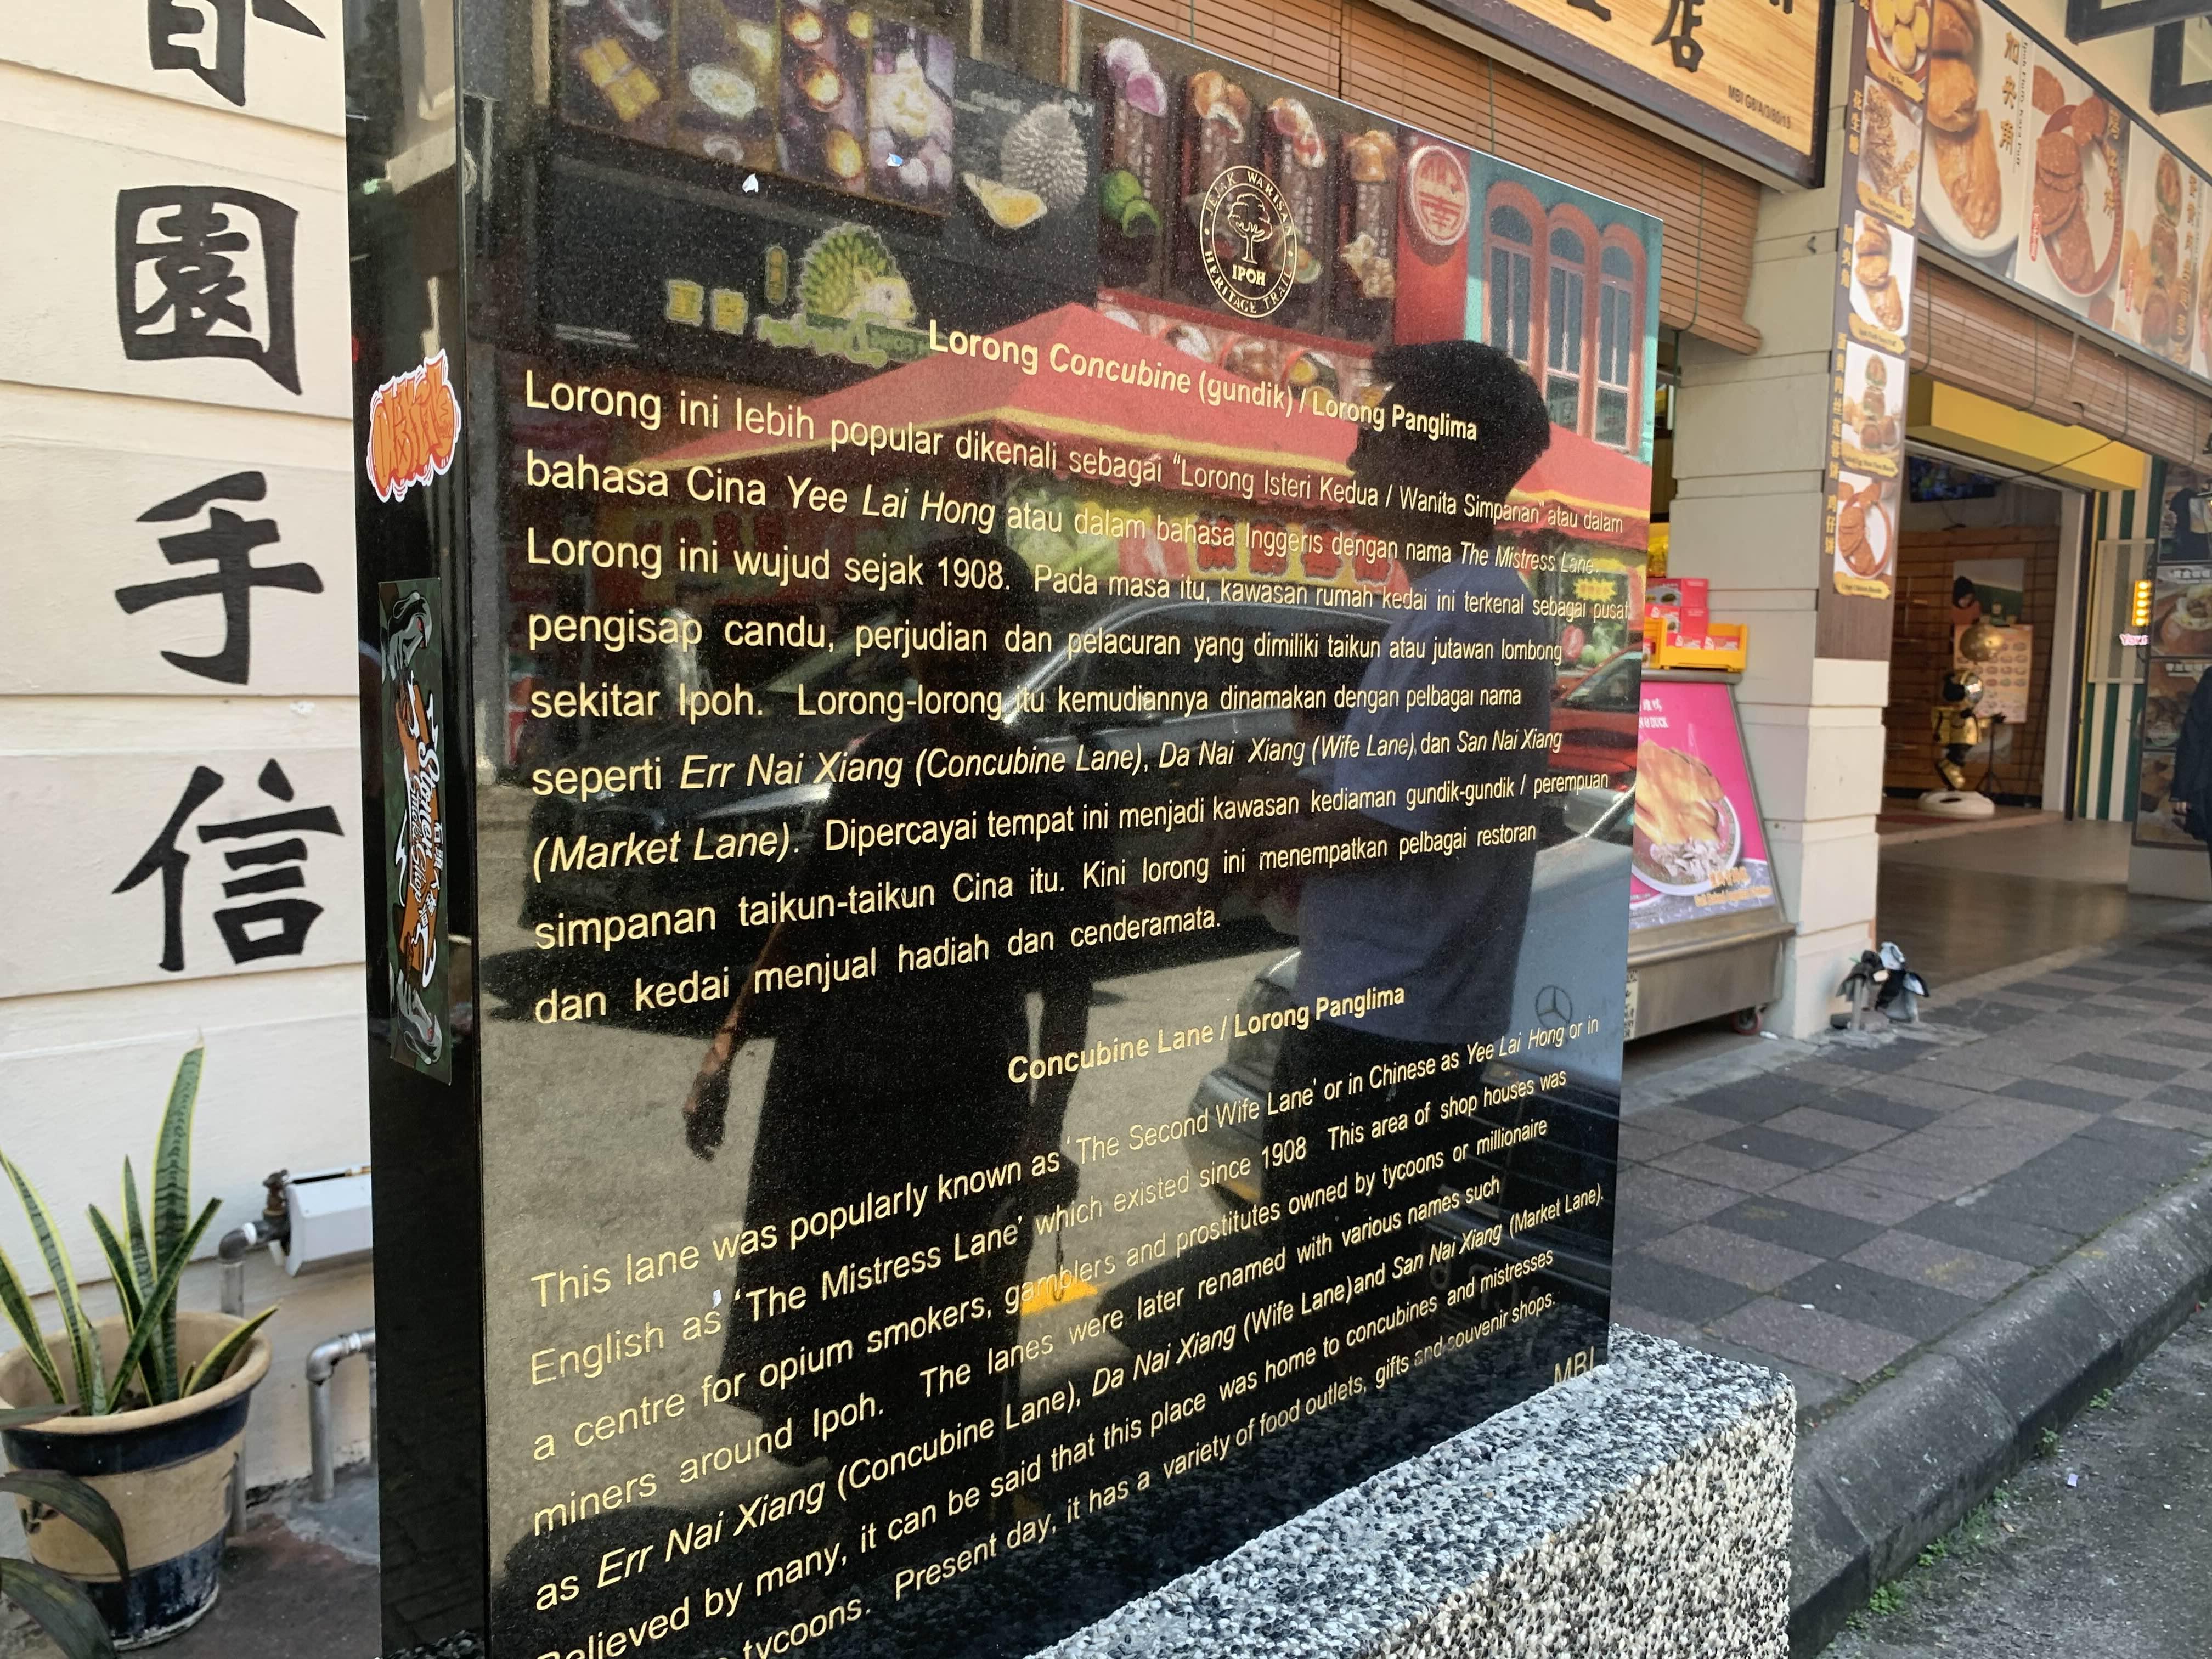 園
手
信
店
MBI G6/A/3/80/15
JEJAK WARISAN
IPOH
HERITAGE TRAIL
Lorong Concubine (gundik) / Lorong Panglima
Lorong ini lebih popular dikenali sebagai "Lorong Isteri Kedua / Wanita Simpanan" atau dalam
bahasa Cina Yee Lai Hong atau dalam bahasa Inggeris dengan nama The Mistress Lane.
Lorong ini wujud sejak 1908. Pada masa itu, kawasan rumah kedai ini terkenal sebagai pusat
pengisap candu, perjudian dan pelacuran yang dimiliki taikun atau jutawan lombong
sekitar Ipoh. Lorong-lorong itu kemudiannya dinamakan dengan pelbagai nama
seperti Err Nai Xiang (Concubine Lane), Da Nai Xiang (Wife Lane), dan San Nai Xiang
(Market Lane). Dipercayai tempat ini menjadi kawasan kediaman gundik-gundik / perempuan
simpanan taikun-taikun Cina itu. Kini lorong ini menempatkan pelbagai restoran
dan kedai menjual hadiah dan cenderamata.
Concubine Lane / Lorong Panglima
This lane was popularly known as 'The Second Wife Lane' or in Chinese as Yee Lai Hong or in
English as 'The Mistress Lane' which existed since 1908 This area of shop houses was
a centre for opium smokers, gamblers and prostitutes owned by tycoons or millionaire
miners around Ipoh. The lanes were later renamed with various names such
as Err Nai Xiang (Concubine Lane), Da Nai Xiang (Wife Lane)and San Nai Xiang (Market Lane).
Believed by many, it can be said that this place was home to concubines and mistresses
tycoons. Present day, it has a variety of food outlets, gifts and souvenir shops.
MBI